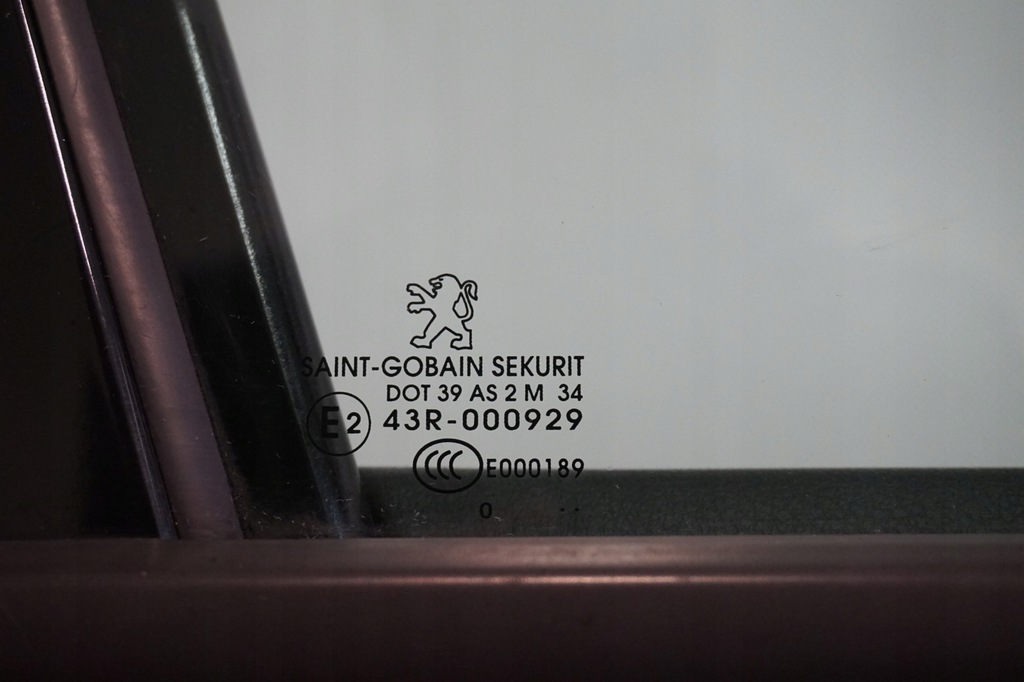 SAINT-GOBAIN SEKURIT
DOT 39 AS 2 M 34
E2 43R-000929
CCC E000189
0 . .